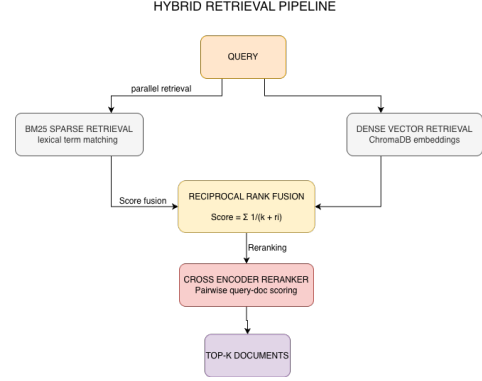 HYBRID RETRIEVAL PIPELINE
QUERY
parallel retrieval
BM25 SPARSE RETRIEVAL
lexical term matching
DENSE VECTOR RETRIEVAL
ChromaDB embeddings
Score fusion
RECIPROCAL RANK FUSION
Score = Σ 1/(k + ri)
Reranking
CROSS ENCODER RERANKER
Pairwise query-doc scoring
TOP-K DOCUMENTS